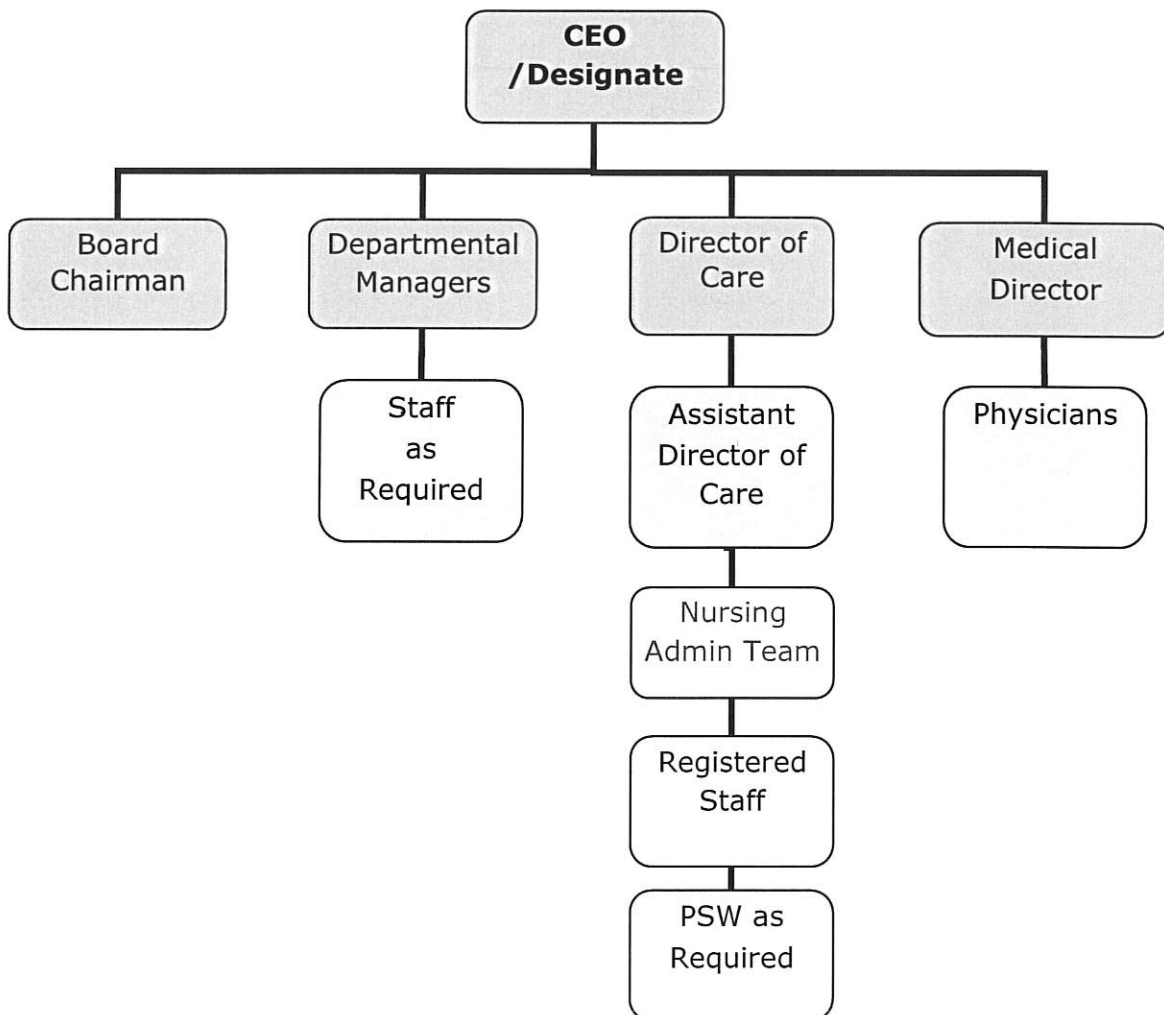 CEO
/Designate
Board
Chairman
Departmental
Managers
Director of
Care
Medical
Director
Staff
as
Required
Assistant
Director of
Care
Physicians
Nursing
Admin Team
Registered
Staff
PSW as
Required